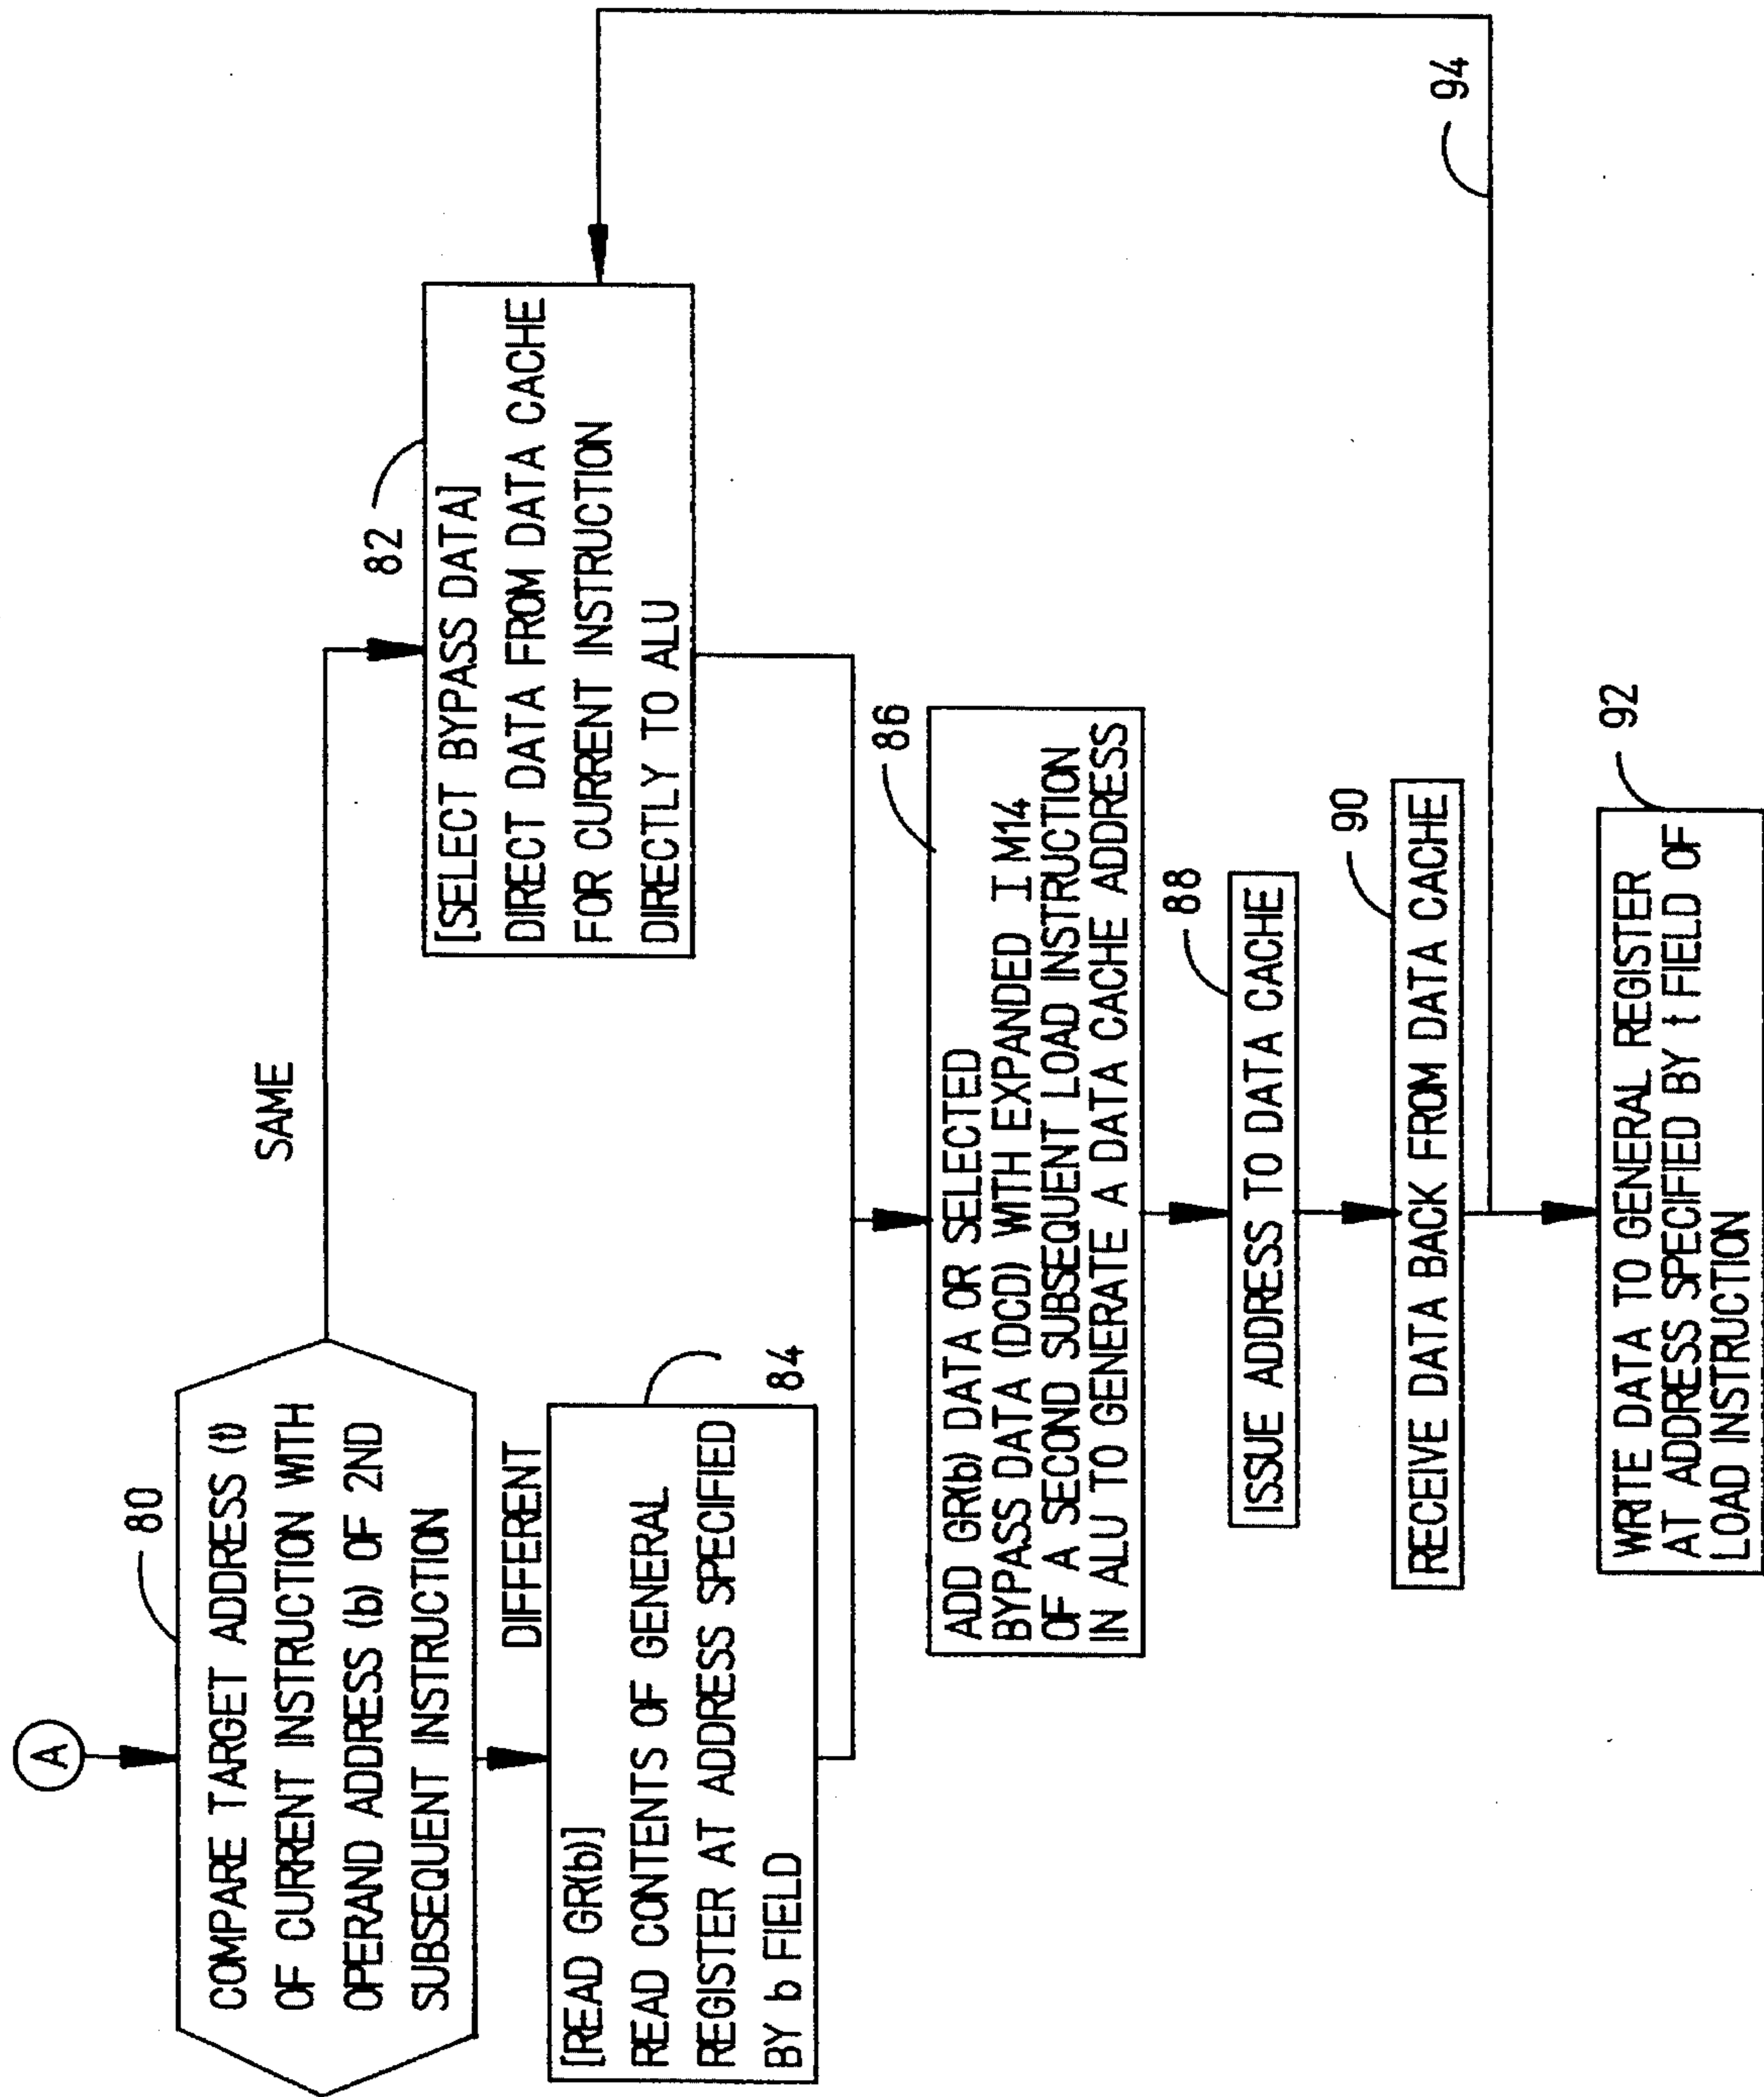 A
80
COMPARE TARGET ADDRESS (t)
OF CURRENT INSTRUCTION WITH
OPERAND ADDRESS (b) OF 2ND
SUBSEQUENT INSTRUCTION
SAME
82
[SELECT BYPASS DATA]
DIRECT DATA FROM DATA CACHE
FOR CURRENT INSTRUCTION
DIRECTLY TO ALU
DIFFERENT
[READ GR(b)]
READ CONTENTS OF GENERAL
REGISTER AT ADDRESS SPECIFIED
BY b FIELD
84
86
ADD GR(b) DATA OR SELECTED
BYPASS DATA (DCD) WITH EXPANDED I M14
OF A SECOND SUBSEQUENT LOAD INSTRUCTION
IN ALU TO GENERATE A DATA CACHE ADDRESS
88
ISSUE ADDRESS TO DATA CACHE
90
RECEIVE DATA BACK FROM DATA CACHE
94
92
WRITE DATA TO GENERAL REGISTER
AT ADDRESS SPECIFIED BY t FIELD OF
LOAD INSTRUCTION